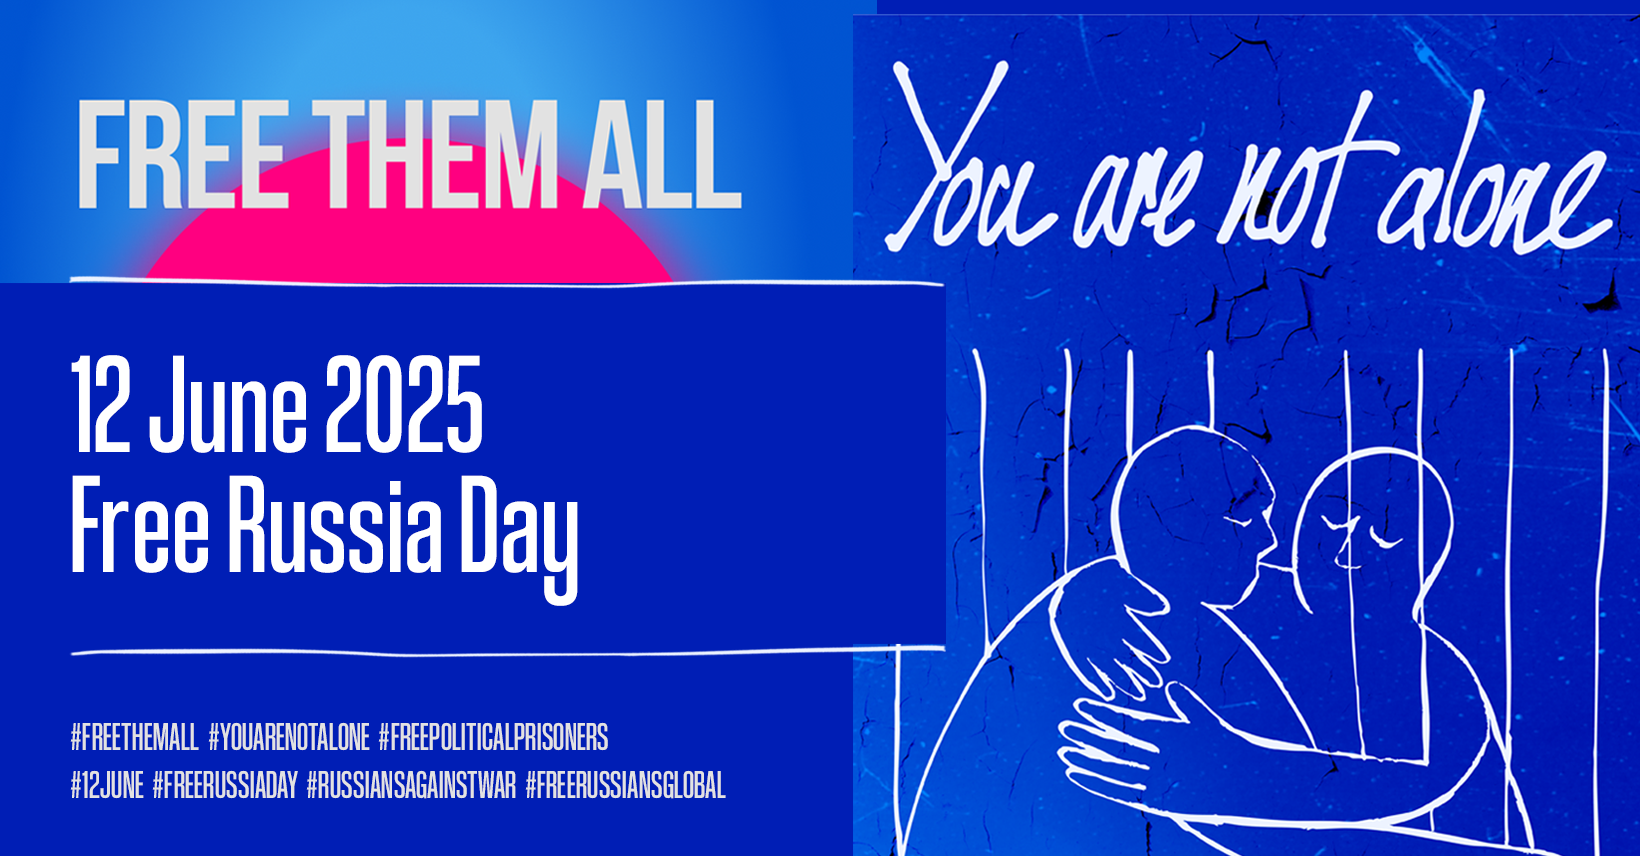 FREE THEM ALL
You are not alone
12 June 2025
Free Russia Day
#FREETHEMALL #YOUARENOTALONE #FREEPOLITICALPRISONERS
#12JUNE #FREERUSSIADAY #RUSSIANSAGAINSTWAR #FREERUSSIANSGLOBAL